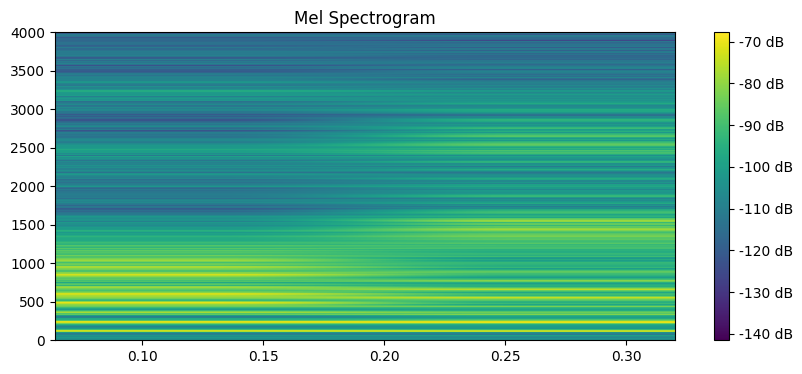 Mel Spectrogram
4000
3500
3000
2500
2000
1500
1000
500
0
0.10
0.15
0.20
0.25
0.30
-70 dB
-80 dB
-90 dB
-100 dB
-110 dB
-120 dB
-130 dB
-140 dB